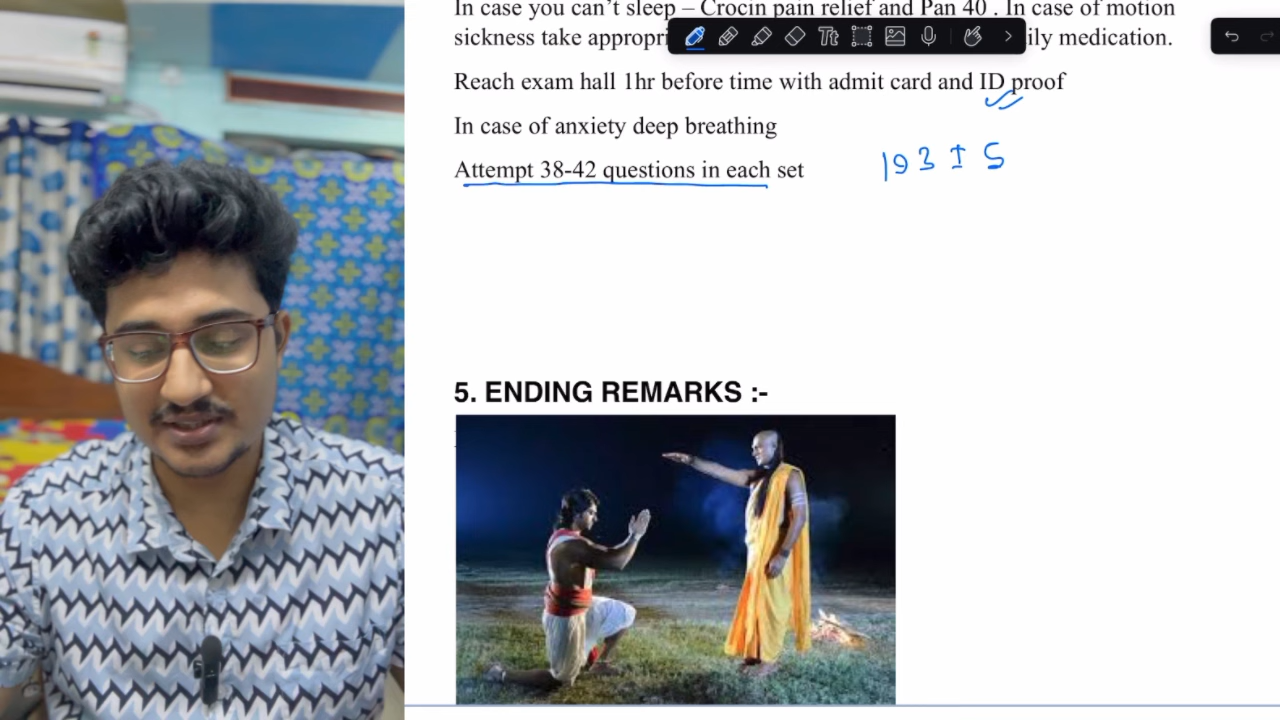 In case you can’t sleep – Crocin pain relief and Pan 40 . In case of motion
sickness take appropri ily medication.
Reach exam hall 1hr before time with admit card and ID proof
In case of anxiety deep breathing
Attempt 38-42 questions in each set
193 ± 5
5. ENDING REMARKS :-